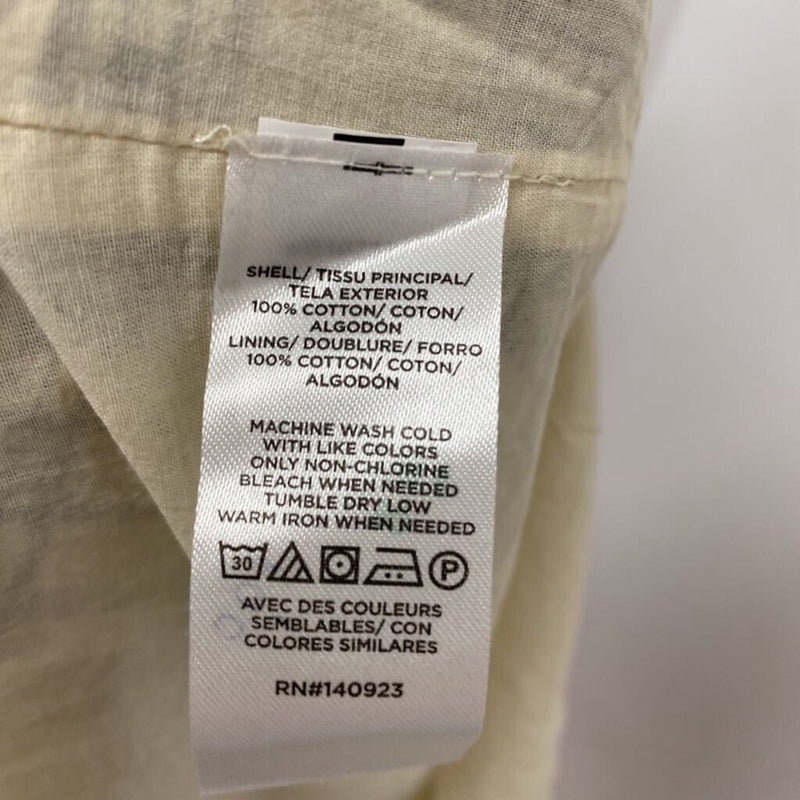 SHELL/ TISSU PRINCIPAL/
TELA EXTERIOR
100% COTTON/ COTON/
ALGODÓN
LINING/ DOUBLURE/ FORRO
100% COTTON/ COTON/
ALGODÓN
MACHINE WASH COLD
WITH LIKE COLORS
ONLY NON-CHLORINE
BLEACH WHEN NEEDED
TUMBLE DRY LOW
WARM IRON WHEN NEEDED
30 P
AVEC DES COULEURS
SEMBLABLES/ CON
COLORES SIMILARES
RN#140923